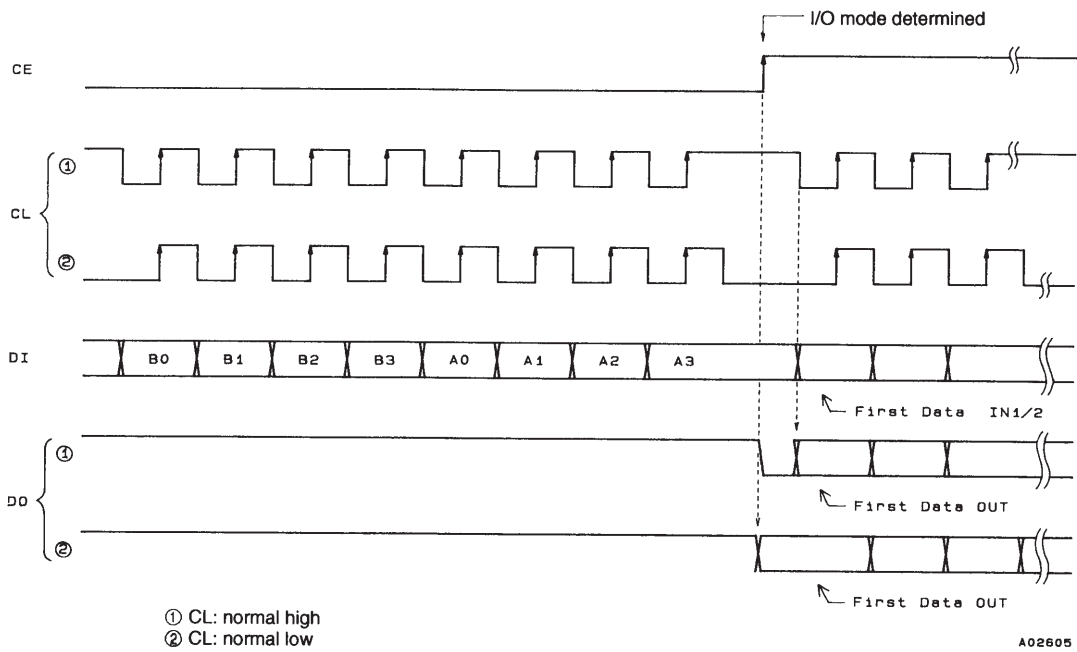 I/O mode determined
CE
CL
①
②
DI
B0 B1 B2 B3 A0 A1 A2 A3
First Data IN1/2
DO
①
First Data OUT
②
First Data OUT
① CL: normal high
② CL: normal low
A02605